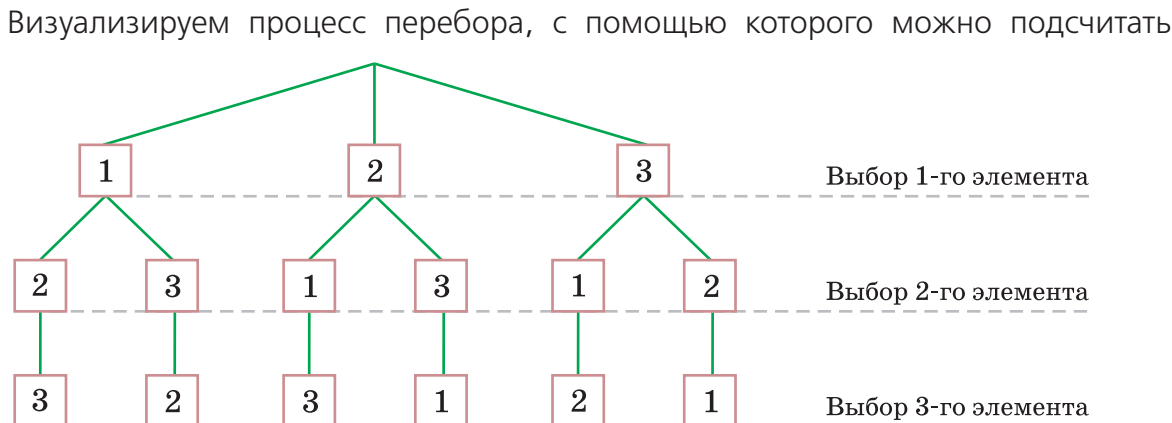 Визуализируем процесс перебора, с помощью которого можно подсчитать
1 2 3 Выбор 1-го элемента
2 3 1 3 1 2 Выбор 2-го элемента
3 2 3 1 2 1 Выбор 3-го элемента